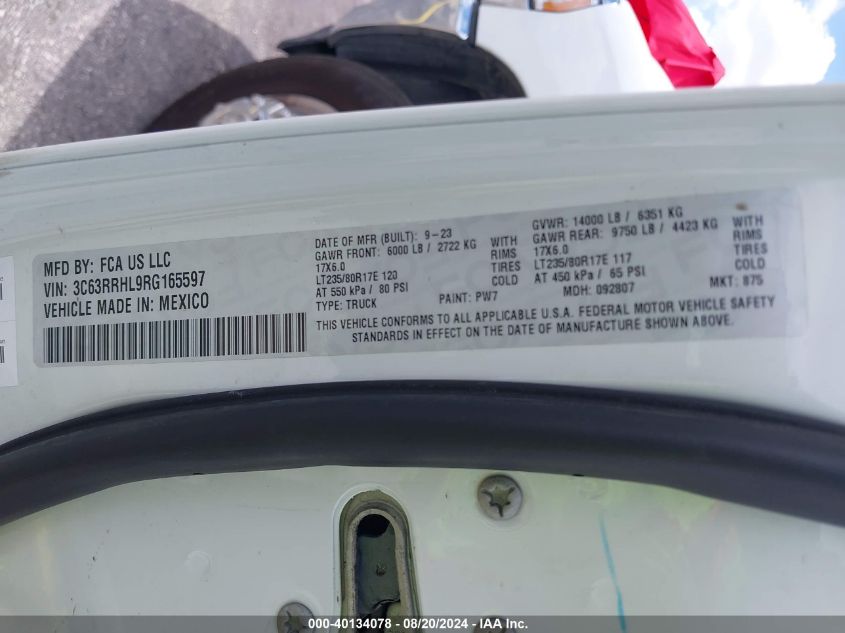 MFD BY: FCA US LLC
VIN: 3C63RRHL9RG165597
VEHICLE MADE IN: MEXICO
DATE OF MFR (BUILT): 9-23
GAWR FRONT: 6000 LB / 2722 KG WITH
17X6.0 RIMS
LT235/80R17E 120 TIRES
AT 550 kPa / 80 PSI COLD
TYPE: TRUCK PAINT: PW7
GVWR: 14000 LB / 6351 KG
GAWR REAR: 9750 LB / 4423 KG WITH
17X6.0 RIMS
LT235/80R17E 117 TIRES
AT 450 kPa / 65 PSI COLD
MDH: 092807 MKT: 875
THIS VEHICLE CONFORMS TO ALL APPLICABLE U.S.A. FEDERAL MOTOR VEHICLE SAFETY
STANDARDS IN EFFECT ON THE DATE OF MANUFACTURE SHOWN ABOVE.
000-40134078 - 08/20/2024 - IAA Inc.